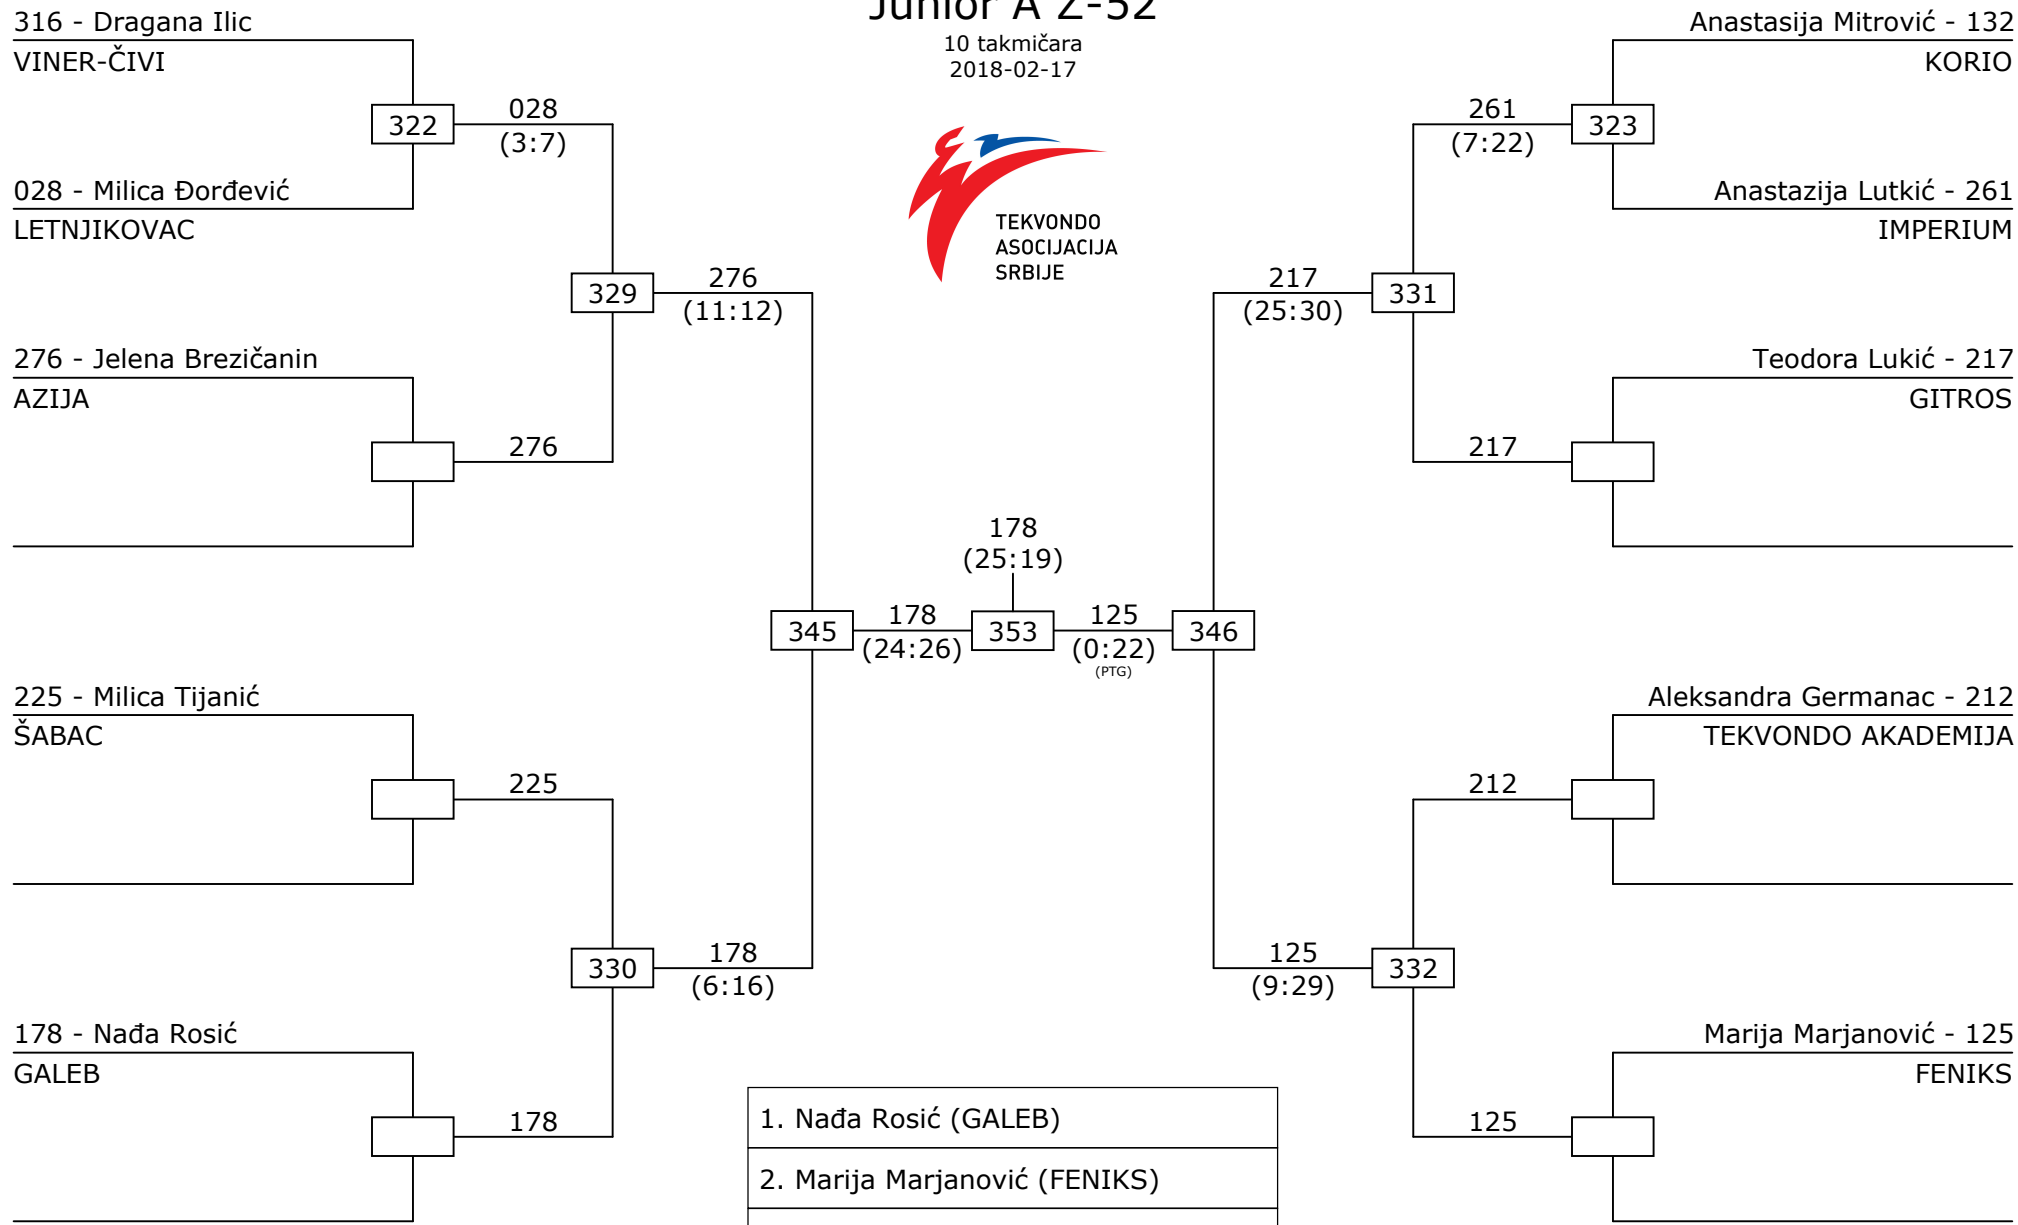 Junior A Ž-52
10 takmičara
2018-02-17
TEKVONDO
ASOCIJACIJA
SRBIJE
316 - Dragana Ilic
VINER-ČIVI
322
028
(3:7)
028 - Milica Đorđević
LETNJIKOVAC
329
276
(11:12)
276 - Jelena Brezičanin
AZIJA
276
225 - Milica Tijanić
ŠABAC
225
330
178
(6:16)
178 - Nađa Rosić
GALEB
178
345
178
(24:26)
178
(25:19)
353
125
(0:22)
(PTG)
346
Anastasija Mitrović - 132
KORIO
261
(7:22)
323
Anastazija Lutkić - 261
IMPERIUM
217
(25:30)
331
Teodora Lukić - 217
GITROS
217
Aleksandra Germanac - 212
TEKVONDO AKADEMIJA
212
125
(9:29)
332
Marija Marjanović - 125
FENIKS
125
1. Nađa Rosić (GALEB)
2. Marija Marjanović (FENIKS)